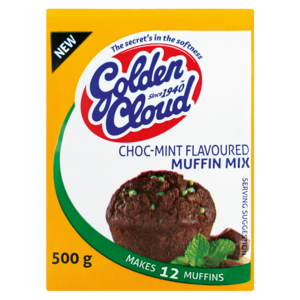 The secret's in the softness
NEW
Golden
Since 1940
Cloud
CHOC-MINT FLAVOURED
MUFFIN MIX
SERVING SUGGESTION
500 g
MAKES 12 MUFFINS